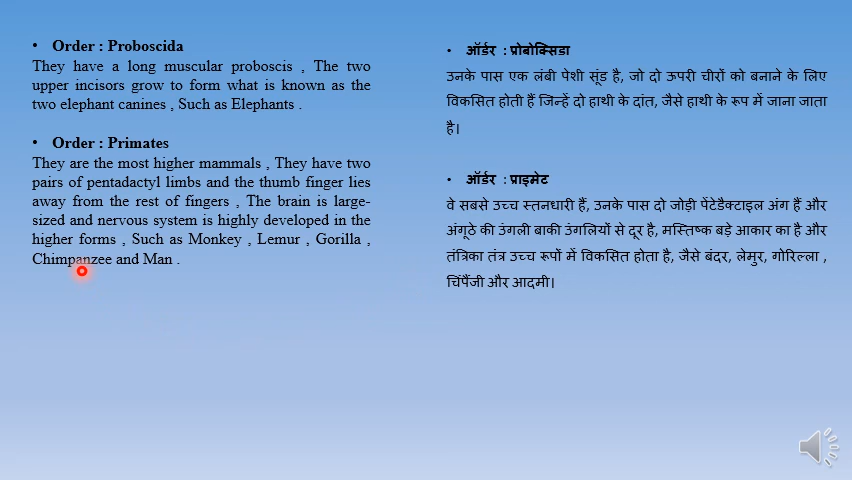 • Order : Proboscida
They have a long muscular proboscis , The two
upper incisors grow to form what is known as the
two elephant canines , Such as Elephants .
• Order : Primates
They are the most higher mammals , They have two
pairs of pentadactyl limbs and the thumb finger lies
away from the rest of fingers , The brain is large-
sized and nervous system is highly developed in the
higher forms , Such as Monkey , Lemur , Gorilla ,
Chimpanzee and Man .
• ऑर्डर : प्रोबोक्सिडा
उनके पास एक लंबी पेशी सूंड है, जो दो ऊपरी चीरों को बनाने के लिए
विकसित होती हैं जिन्हें दो हाथी के दांत, जैसे हाथी के रूप में जाना जाता
है।
• ऑर्डर : प्राइमेट
वे सबसे उच्च स्तनधारी हैं, उनके पास दो जोड़ी पेंटेडैक्टाइल अंग हैं और
अंगूठे की उंगली बाकी उंगलियों से दूर है, मस्तिष्क बड़े आकार का है और
तंत्रिका तंत्र उच्च रूपों में विकसित होता है, जैसे बंदर, लेमुर, गोरिल्ला ,
चिंपैंजी और आदमी।